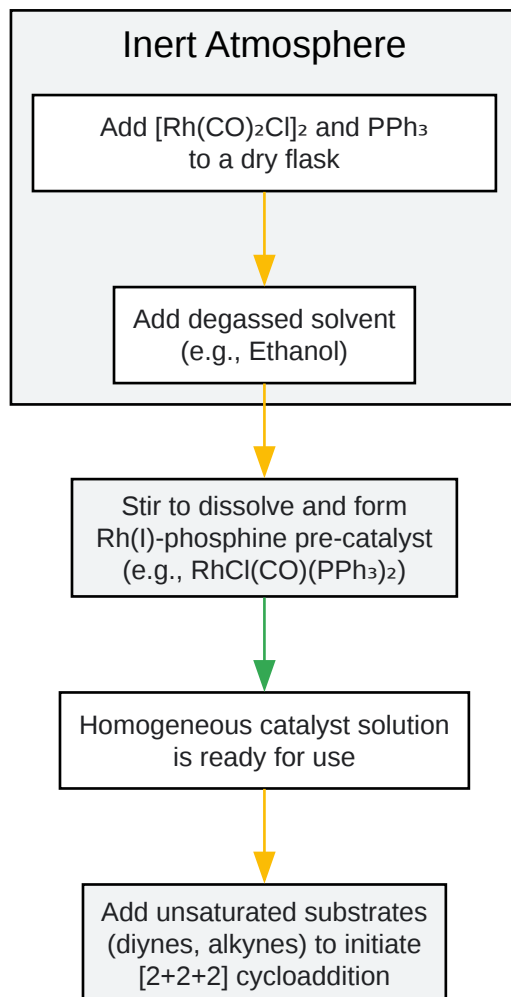 Inert Atmosphere
Add [Rh(CO)₂Cl]₂ and PPh₃
to a dry flask
Add degassed solvent
(e.g., Ethanol)
Stir to dissolve and form
Rh(I)-phosphine pre-catalyst
(e.g., RhCl(CO)(PPh₃)₂)
Homogeneous catalyst solution
is ready for use
Add unsaturated substrates
(diynes, alkynes) to initiate
[2+2+2] cycloaddition